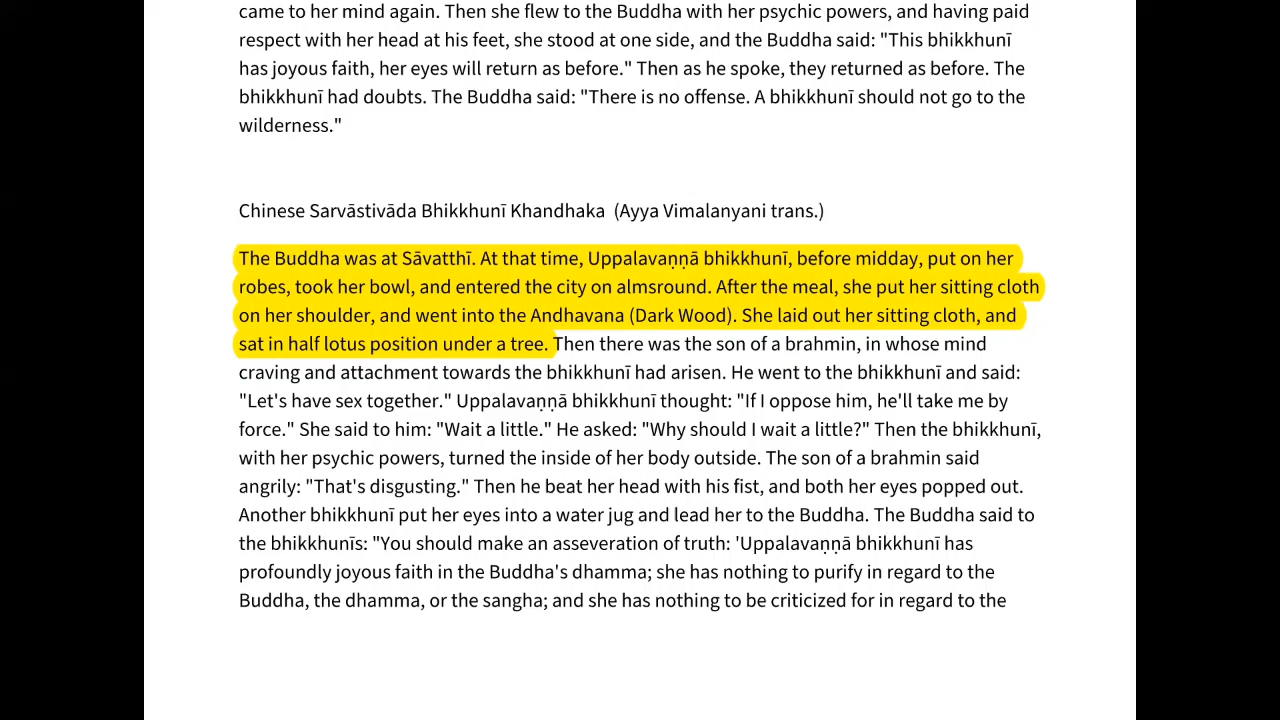 came to her mind again. Then she flew to the Buddha with her psychic powers, and having paid
respect with her head at his feet, she stood at one side, and the Buddha said: "This bhikkhunī
has joyous faith, her eyes will return as before." Then as he spoke, they returned as before. The
bhikkhunī had doubts. The Buddha said: "There is no offense. A bhikkhunī should not go to the
wilderness."
Chinese Sarvāstivāda Bhikkhunī Khandhaka (Ayya Vimalanyani trans.)
The Buddha was at Sāvatthī. At that time, Uppalavaṇṇā bhikkhunī, before midday, put on her
robes, took her bowl, and entered the city on almsround. After the meal, she put her sitting cloth
on her shoulder, and went into the Andhavana (Dark Wood). She laid out her sitting cloth, and
sat in half lotus position under a tree. Then there was the son of a brahmin, in whose mind
craving and attachment towards the bhikkhunī had arisen. He went to the bhikkhunī and said:
"Let's have sex together." Uppalavaṇṇā bhikkhunī thought: "If I oppose him, he'll take me by
force." She said to him: "Wait a little." He asked: "Why should I wait a little?" Then the bhikkhunī,
with her psychic powers, turned the inside of her body outside. The son of a brahmin said
angrily: "That's disgusting." Then he beat her head with his fist, and both her eyes popped out.
Another bhikkhunī put her eyes into a water jug and lead her to the Buddha. The Buddha said to
the bhikkhunīs: "You should make an asseveration of truth: 'Uppalavaṇṇā bhikkhunī has
profoundly joyous faith in the Buddha's dhamma; she has nothing to purify in regard to the
Buddha, the dhamma, or the sangha; and she has nothing to be criticized for in regard to the